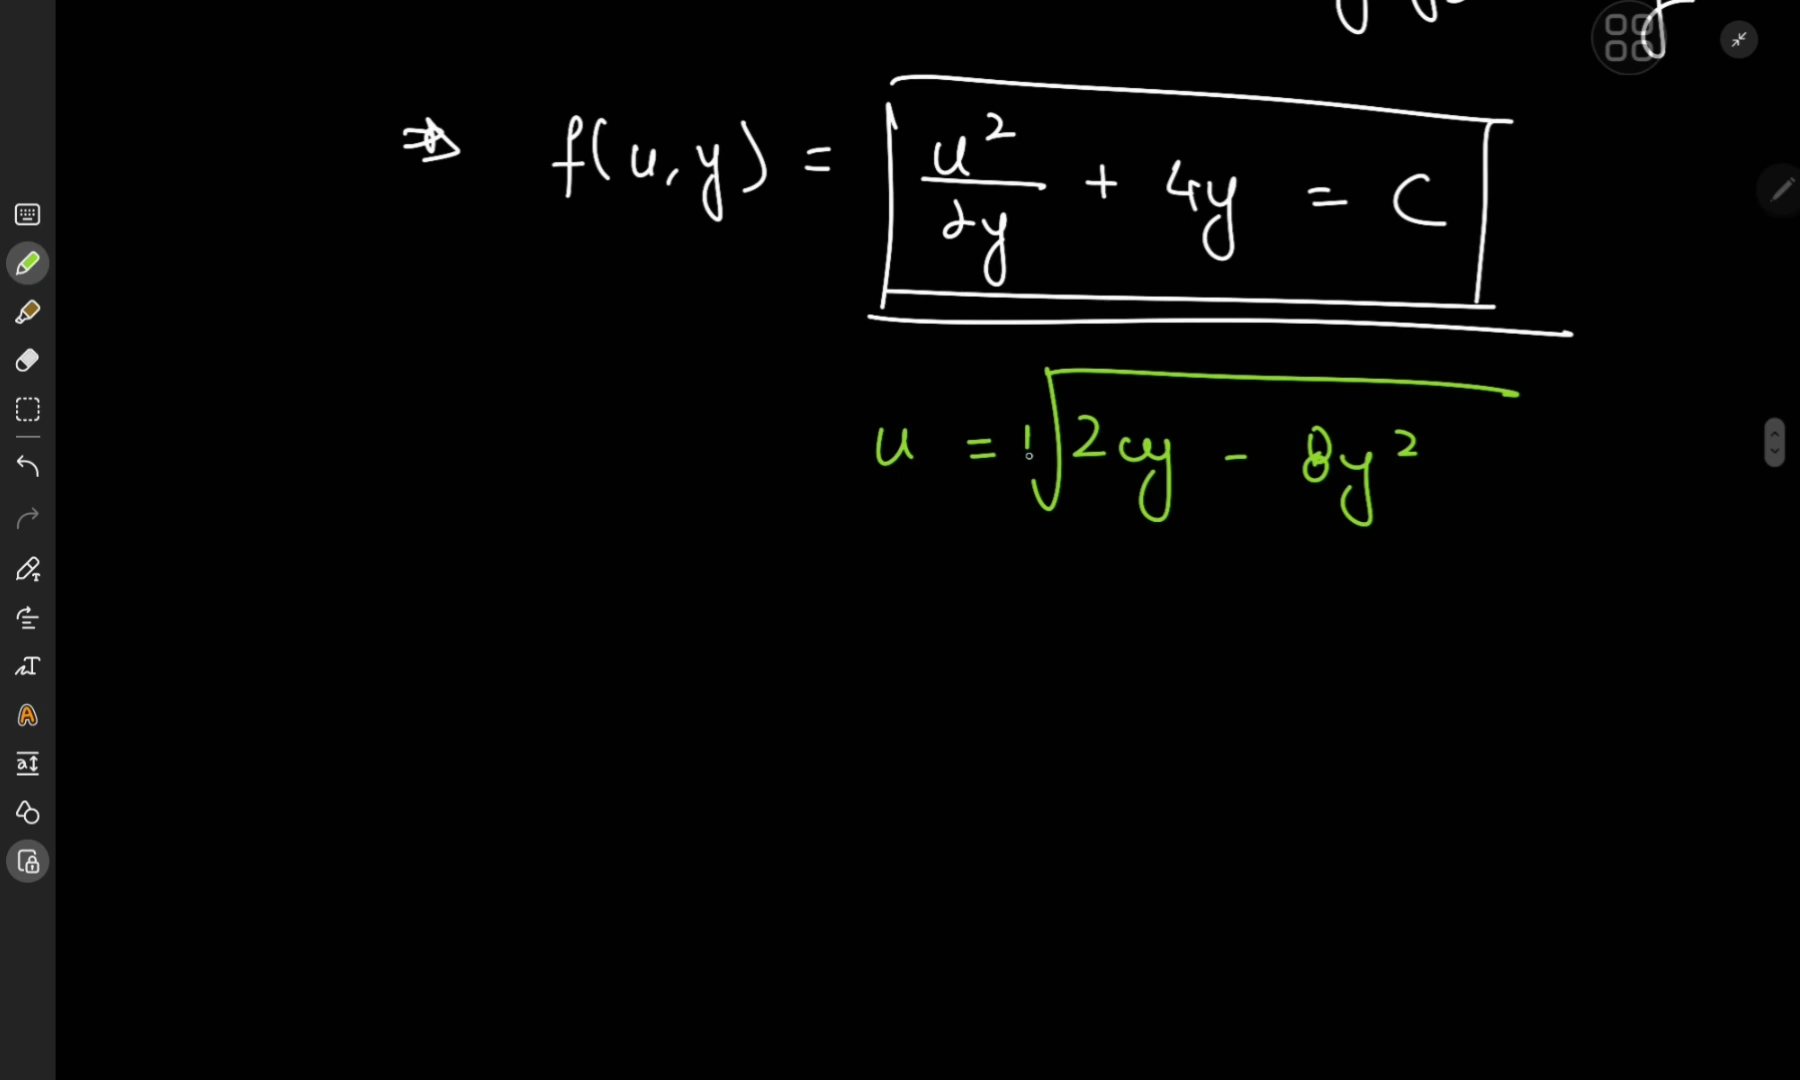 ⇒ f(u,y) = u²/2y + 4y = C
u = √2cy - 8y²